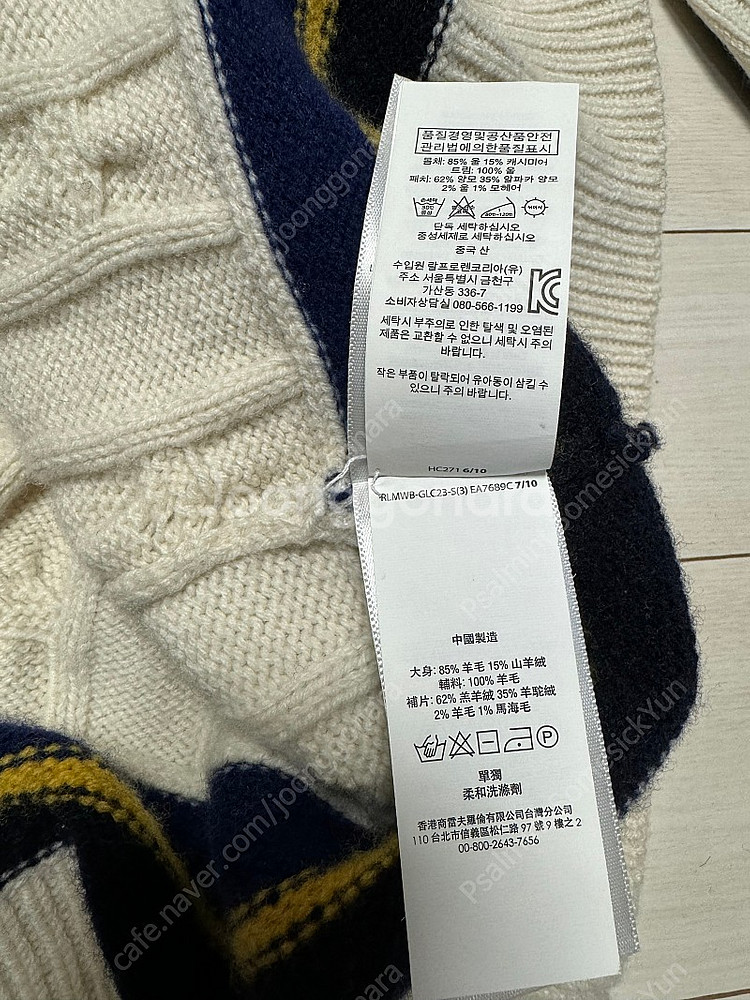 품질경영및공산품안전
관리법에의한품질표시
몸체: 85% 울 15% 캐시미어
트림: 100% 울
패치: 62% 양모 35% 알파카 양모
2% 울 1% 모헤어
단독 세탁하십시오
중성세제로 세탁하십시오
중국 산
수입원 랄프로렌코리아(유)
주소 서울특별시 금천구
가산동 336-7
소비자상담실 080-566-1199
세탁시 부주의로 인한 탈색 및 오염된
제품은 교환할 수 없으니 세탁시 주의
바랍니다.
작은 부품이 탈락되어 유아동이 삼킬 수
있으니 주의 바랍니다.
HC271 6/10
RLMWB-GLC23-S(3) EA7689C 7/10
中國製造
大身: 85% 羊毛 15% 山羊絨
輔料: 100% 羊毛
補片: 62% 羔羊絨 35% 羊駝絨
2% 羊毛 1% 馬海毛
P
單獨
柔和洗滌劑
香港商雷夫羅倫有限公司台灣分公司
110 台北市信義區松仁路 97 號 9 樓之 2
00-800-2643-7656
Joonggonara
cafe.naver.com/joonggonara